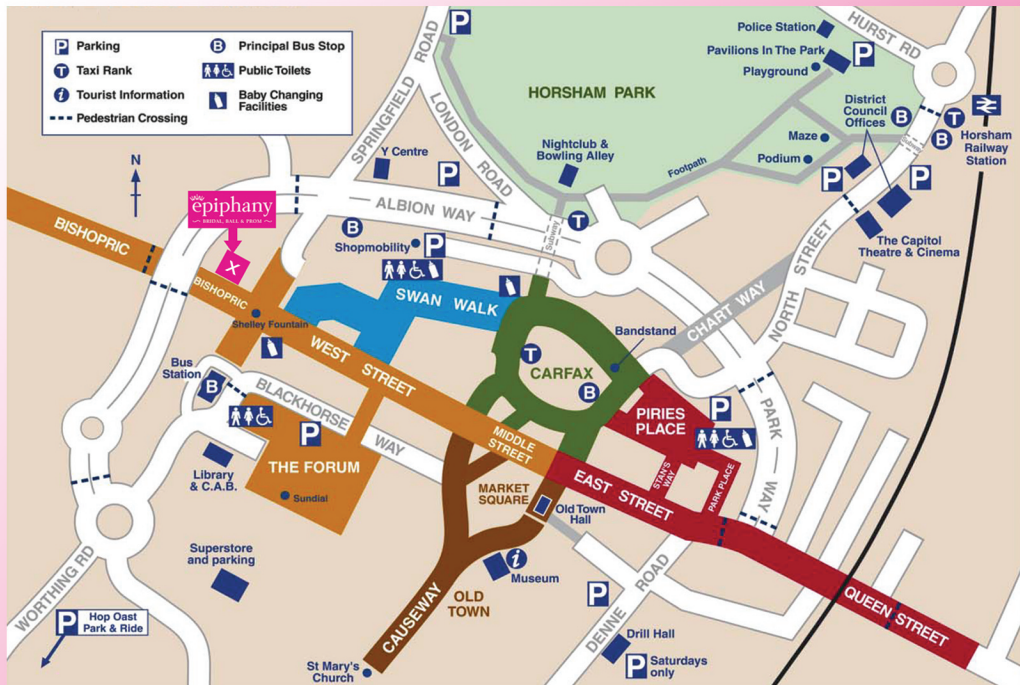 P Parking
B Principal Bus Stop
T Taxi Rank
Public Toilets
i Tourist Information
Baby Changing
Facilities
Pedestrian Crossing
P
HURST RD
Police Station
Pavilions In The Park
P
Playground
SPRINGFIELD ROAD
LONDON ROAD
HORSHAM PARK
District
Council
Offices
B
T
B
Horsham
Railway
Station
Subway
Maze
Podium
Footpath
Nightclub &
Bowling Alley
Y Centre
P
P
P
N
epiphany
BRIDAL, BALL & PROM
X
ALBION WAY
B
Shopmobility
P
Subway
T
The Capitol
Theatre & Cinema
NORTH STREET
CHART WAY
BISHOPRIC
BISHOPRIC
Shelley Fountain
SWAN WALK
WEST STREET
Bandstand
T
CARFAX
B
Bus
Station
B
BLACKHORSE
WAY
P
THE FORUM
Sundial
Library
& C.A.B.
MIDDLE
STREET
PIRIES
PLACE
P
PARK WAY
STAN'S
WAY
PARK PLACE
EAST STREET
MARKET
SQUARE
Old Town
Hall
Superstore
and parking
i
Museum
OLD
TOWN
CAUSEWAY
P
DENNE ROAD
QUEEN STREET
WORTHING RD
P Hop Oast
Park & Ride
Drill Hall
P Saturdays
only
St Mary's
Church